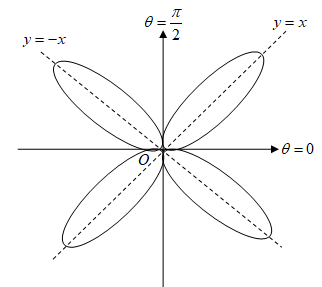 θ = π/2
y = x
y = −x
O
θ = 0